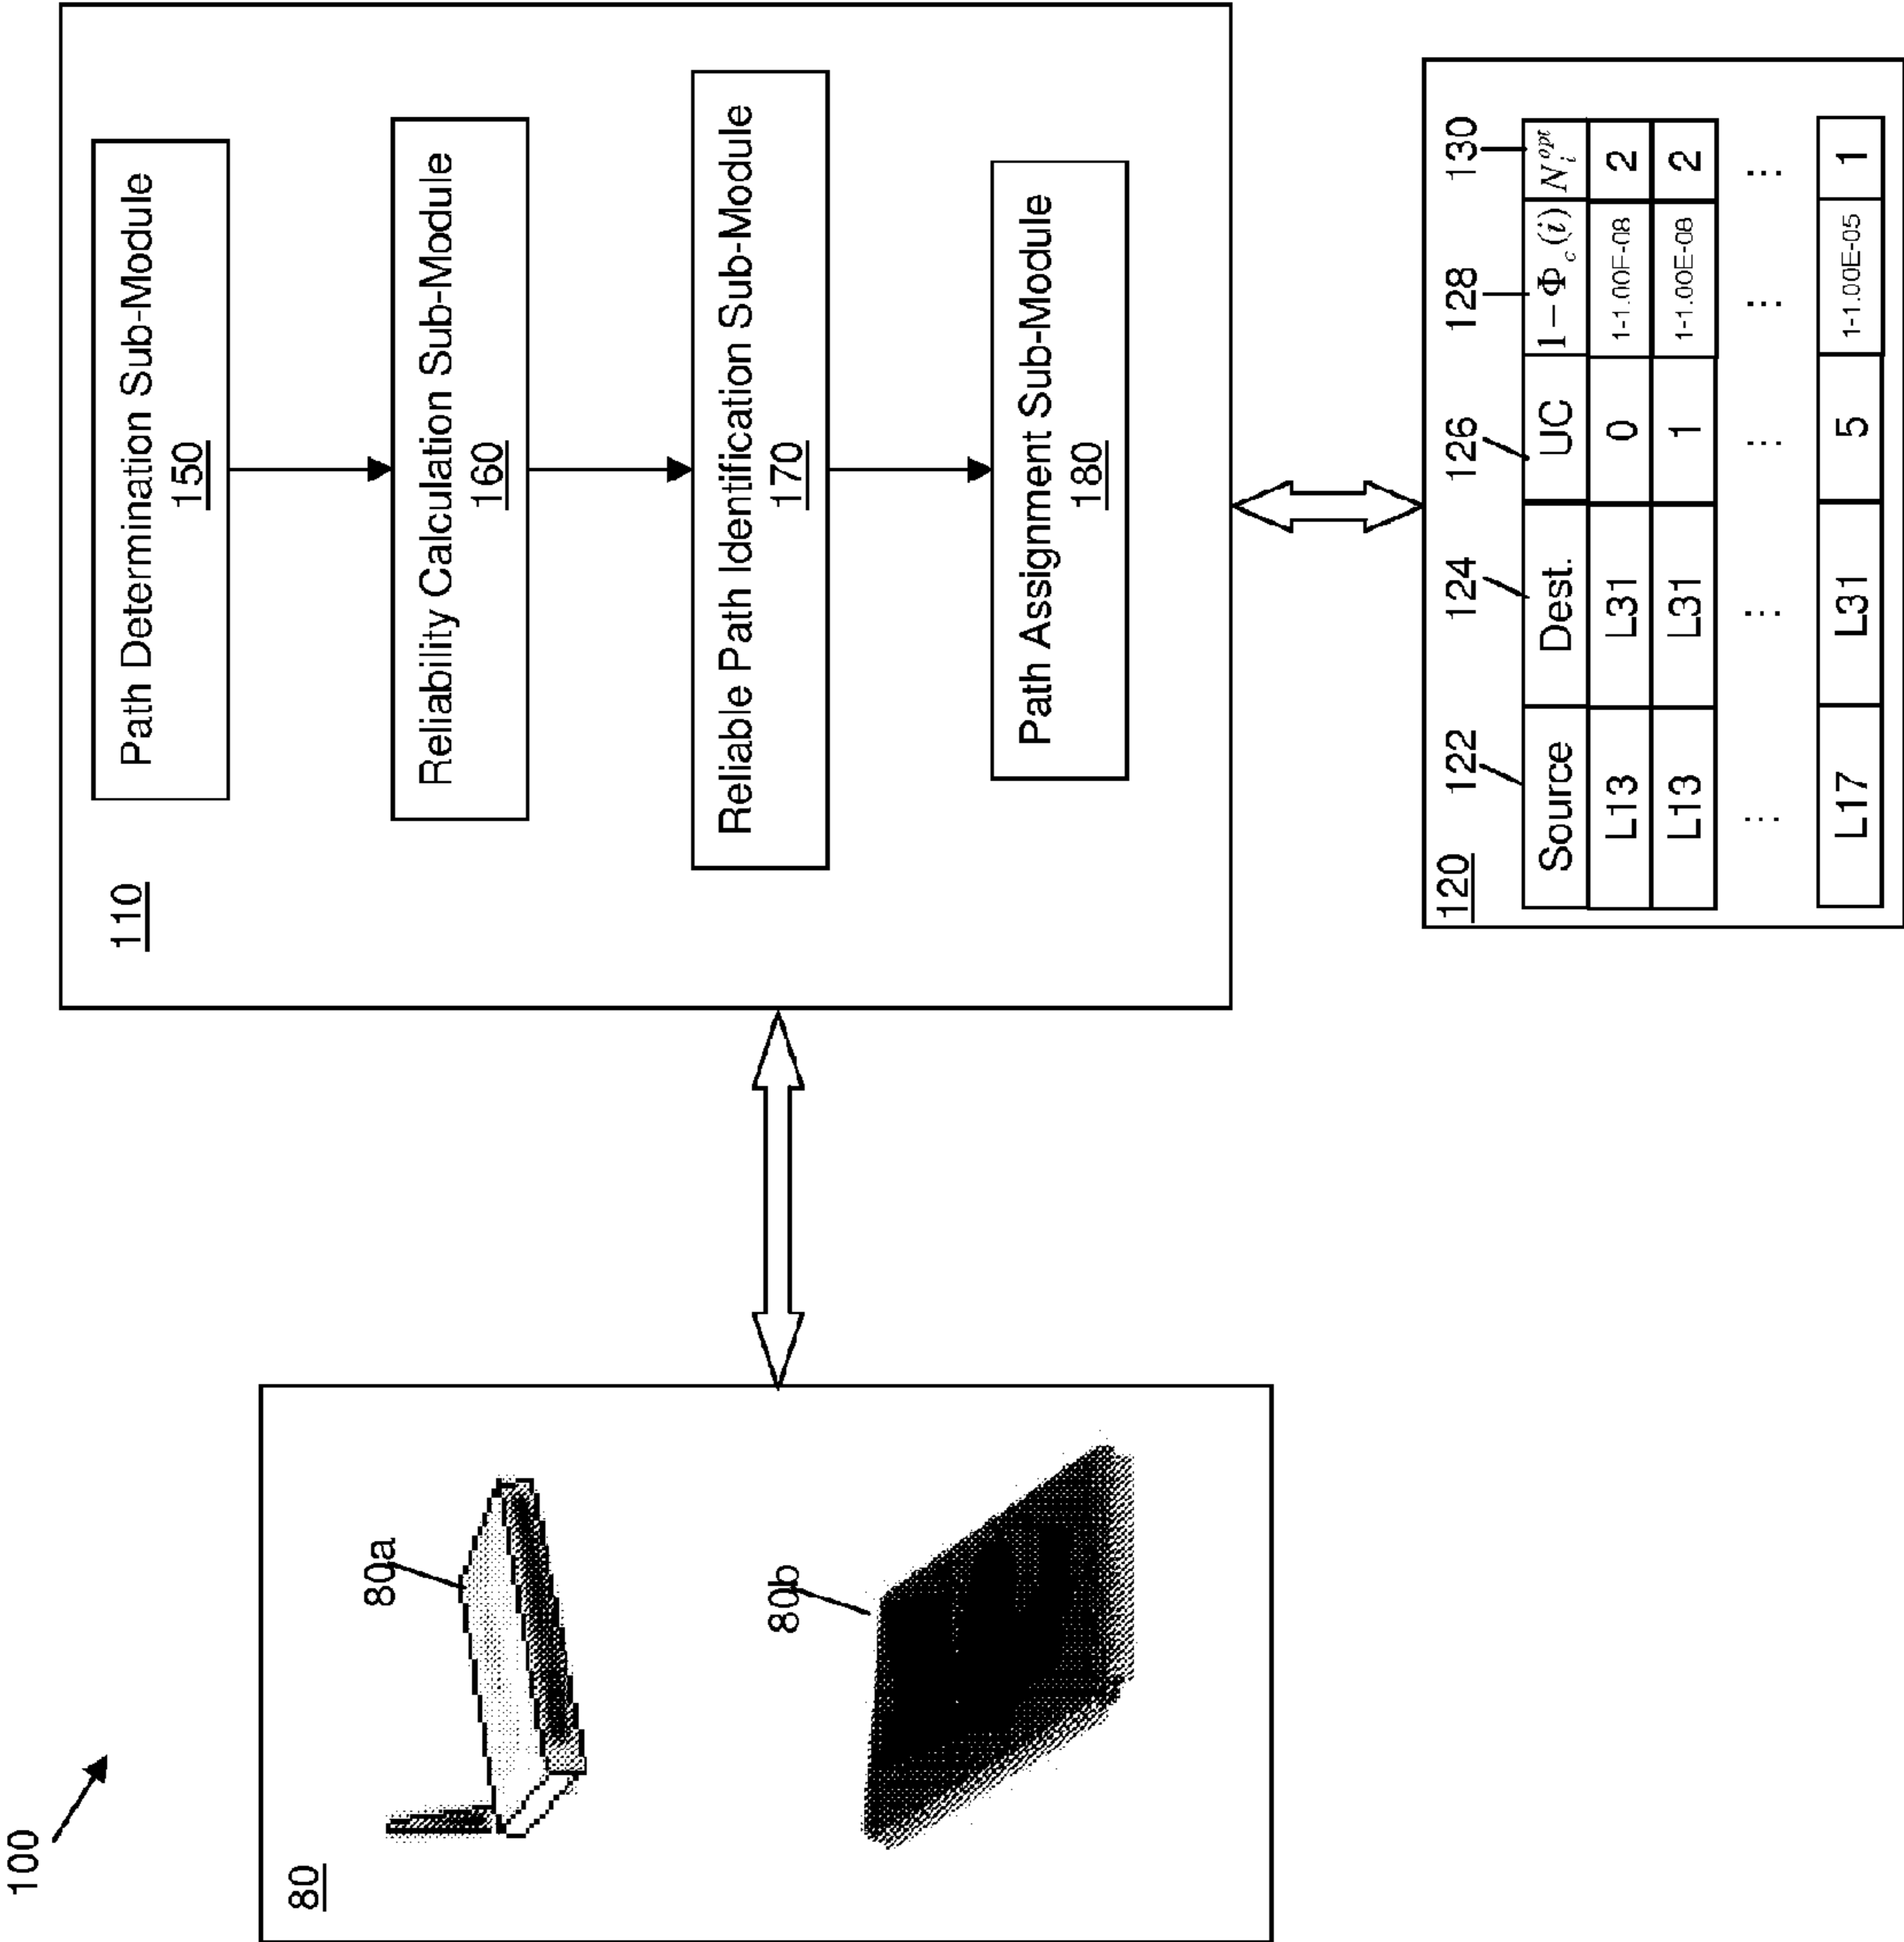 100
80
80a
80b
110
Path Determination Sub-Module
150
Reliability Calculation Sub-Module
160
Reliable Path Identification Sub-Module
170
Path Assignment Sub-Module
180
120
122 124 126 128 130
Source Dest. UC 1−Φ_c(i) N_i^opt
L13 L31 0 1-1.00F-08 2
L13 L31 1 1-1.00E-08 2
... ... ... ... ...
L17 L31 5 1-1.00E-05 1